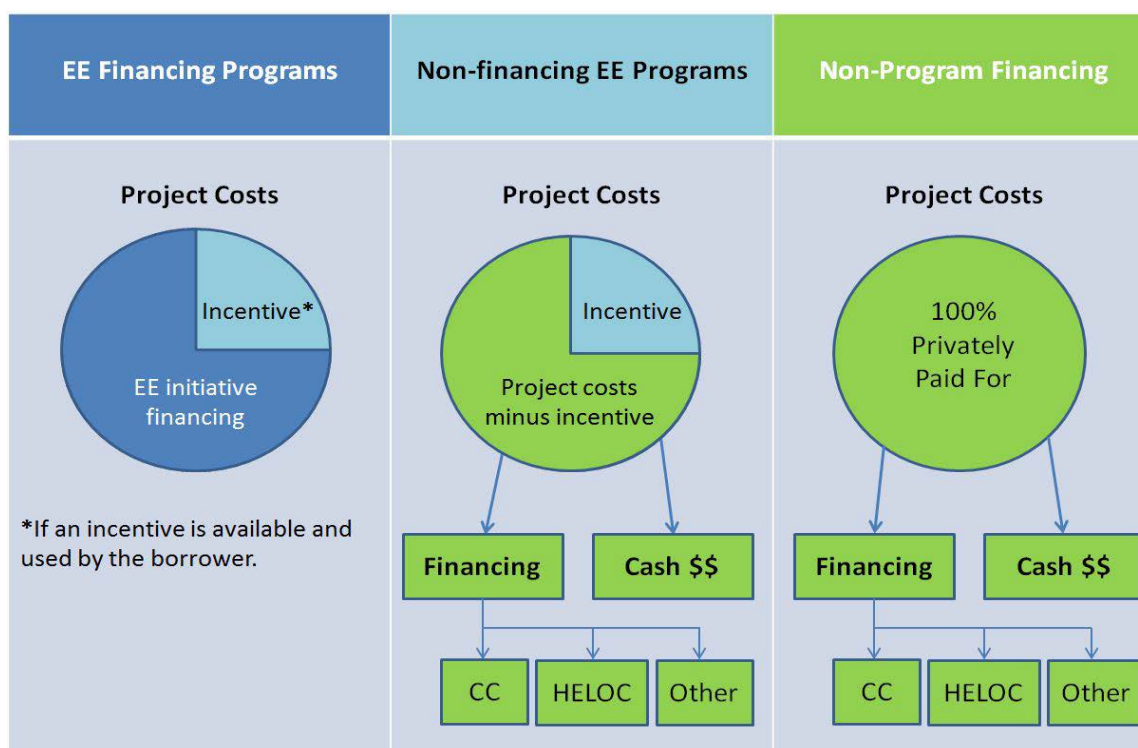 EE Financing Programs
Non-financing EE Programs
Non-Program Financing
Project Costs
Incentive*
EE initiative
financing
*If an incentive is available and
used by the borrower.
Project Costs
Incentive
Project costs
minus incentive
Financing
Cash $$
CC
HELOC
Other
Project Costs
100%
Privately
Paid For
Financing
Cash $$
CC
HELOC
Other